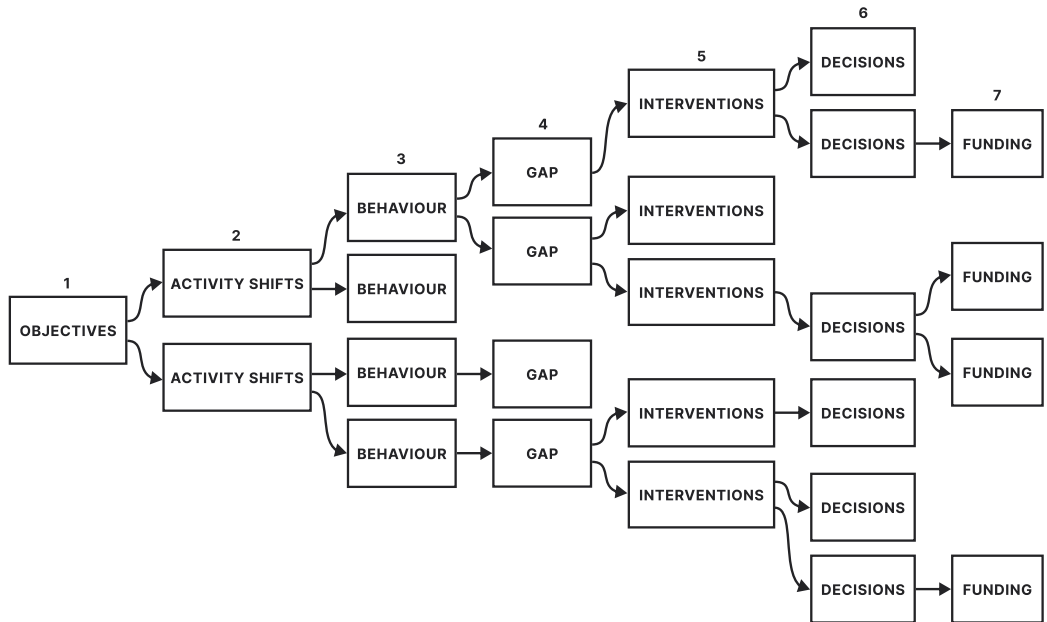 1
OBJECTIVES
2
ACTIVITY SHIFTS
ACTIVITY SHIFTS
3
BEHAVIOUR
BEHAVIOUR
BEHAVIOUR
BEHAVIOUR
4
GAP
GAP
GAP
GAP
5
INTERVENTIONS
INTERVENTIONS
INTERVENTIONS
INTERVENTIONS
INTERVENTIONS
6
DECISIONS
DECISIONS
DECISIONS
DECISIONS
DECISIONS
DECISIONS
7
FUNDING
FUNDING
FUNDING
FUNDING